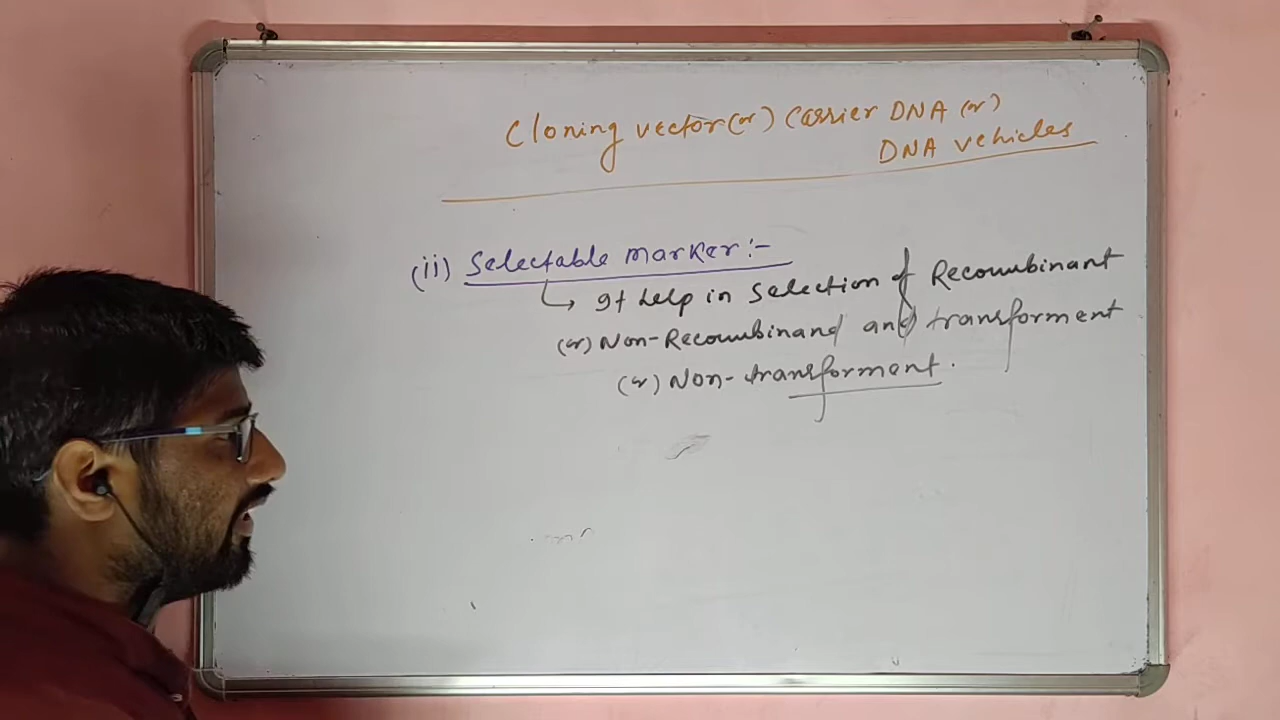 Cloning vector (or) Carrier DNA (or)
DNA vehicles
(ii) Selectable marker :-
It help in selection of Recombinant
(or) Non-Recombinand and transforment
(or) Non-transforment.